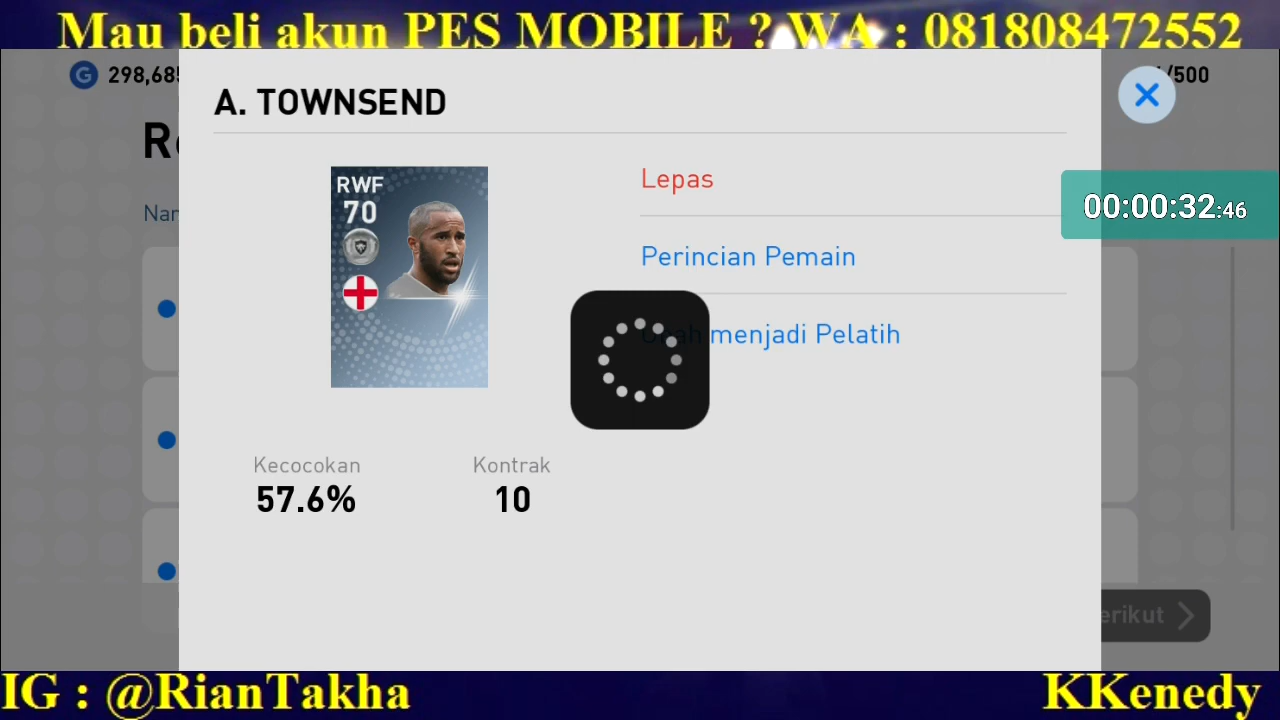 Mau beli akun PES MOBILE ? WA : 081808472552
298,685
/500
A. TOWNSEND
RWF
70
Lepas
Perincian Pemain
menjadi Pelatih
00:00:32:46
Kecocokan
57.6%
Kontrak
10
IG : @RianTakha
KKenedy